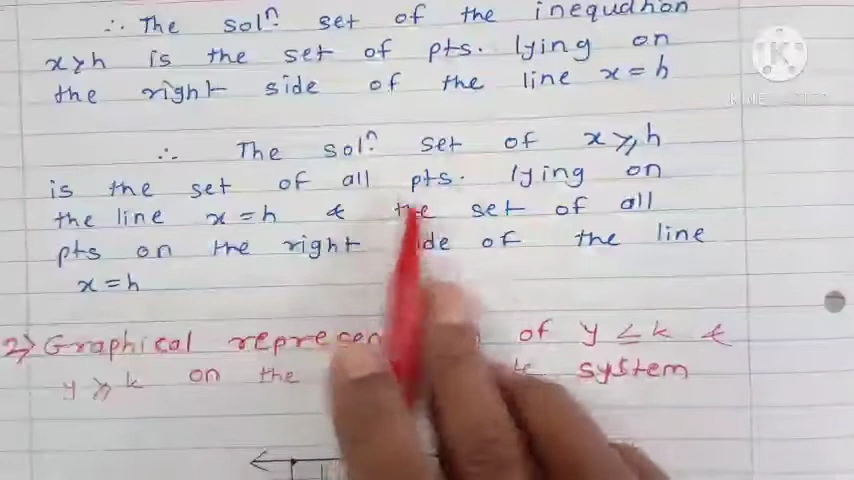 ∴ The solⁿ set of the inequation
x > h is the set of pts. lying on
the right side of the line x = h
∴ The solⁿ set of x ⩾ h
is the set of all pts. lying on
the line x = h & the set of all
pts on the right side of the line
x = h
2) Graphical of y ≤ k &
y ⩾ k on the system